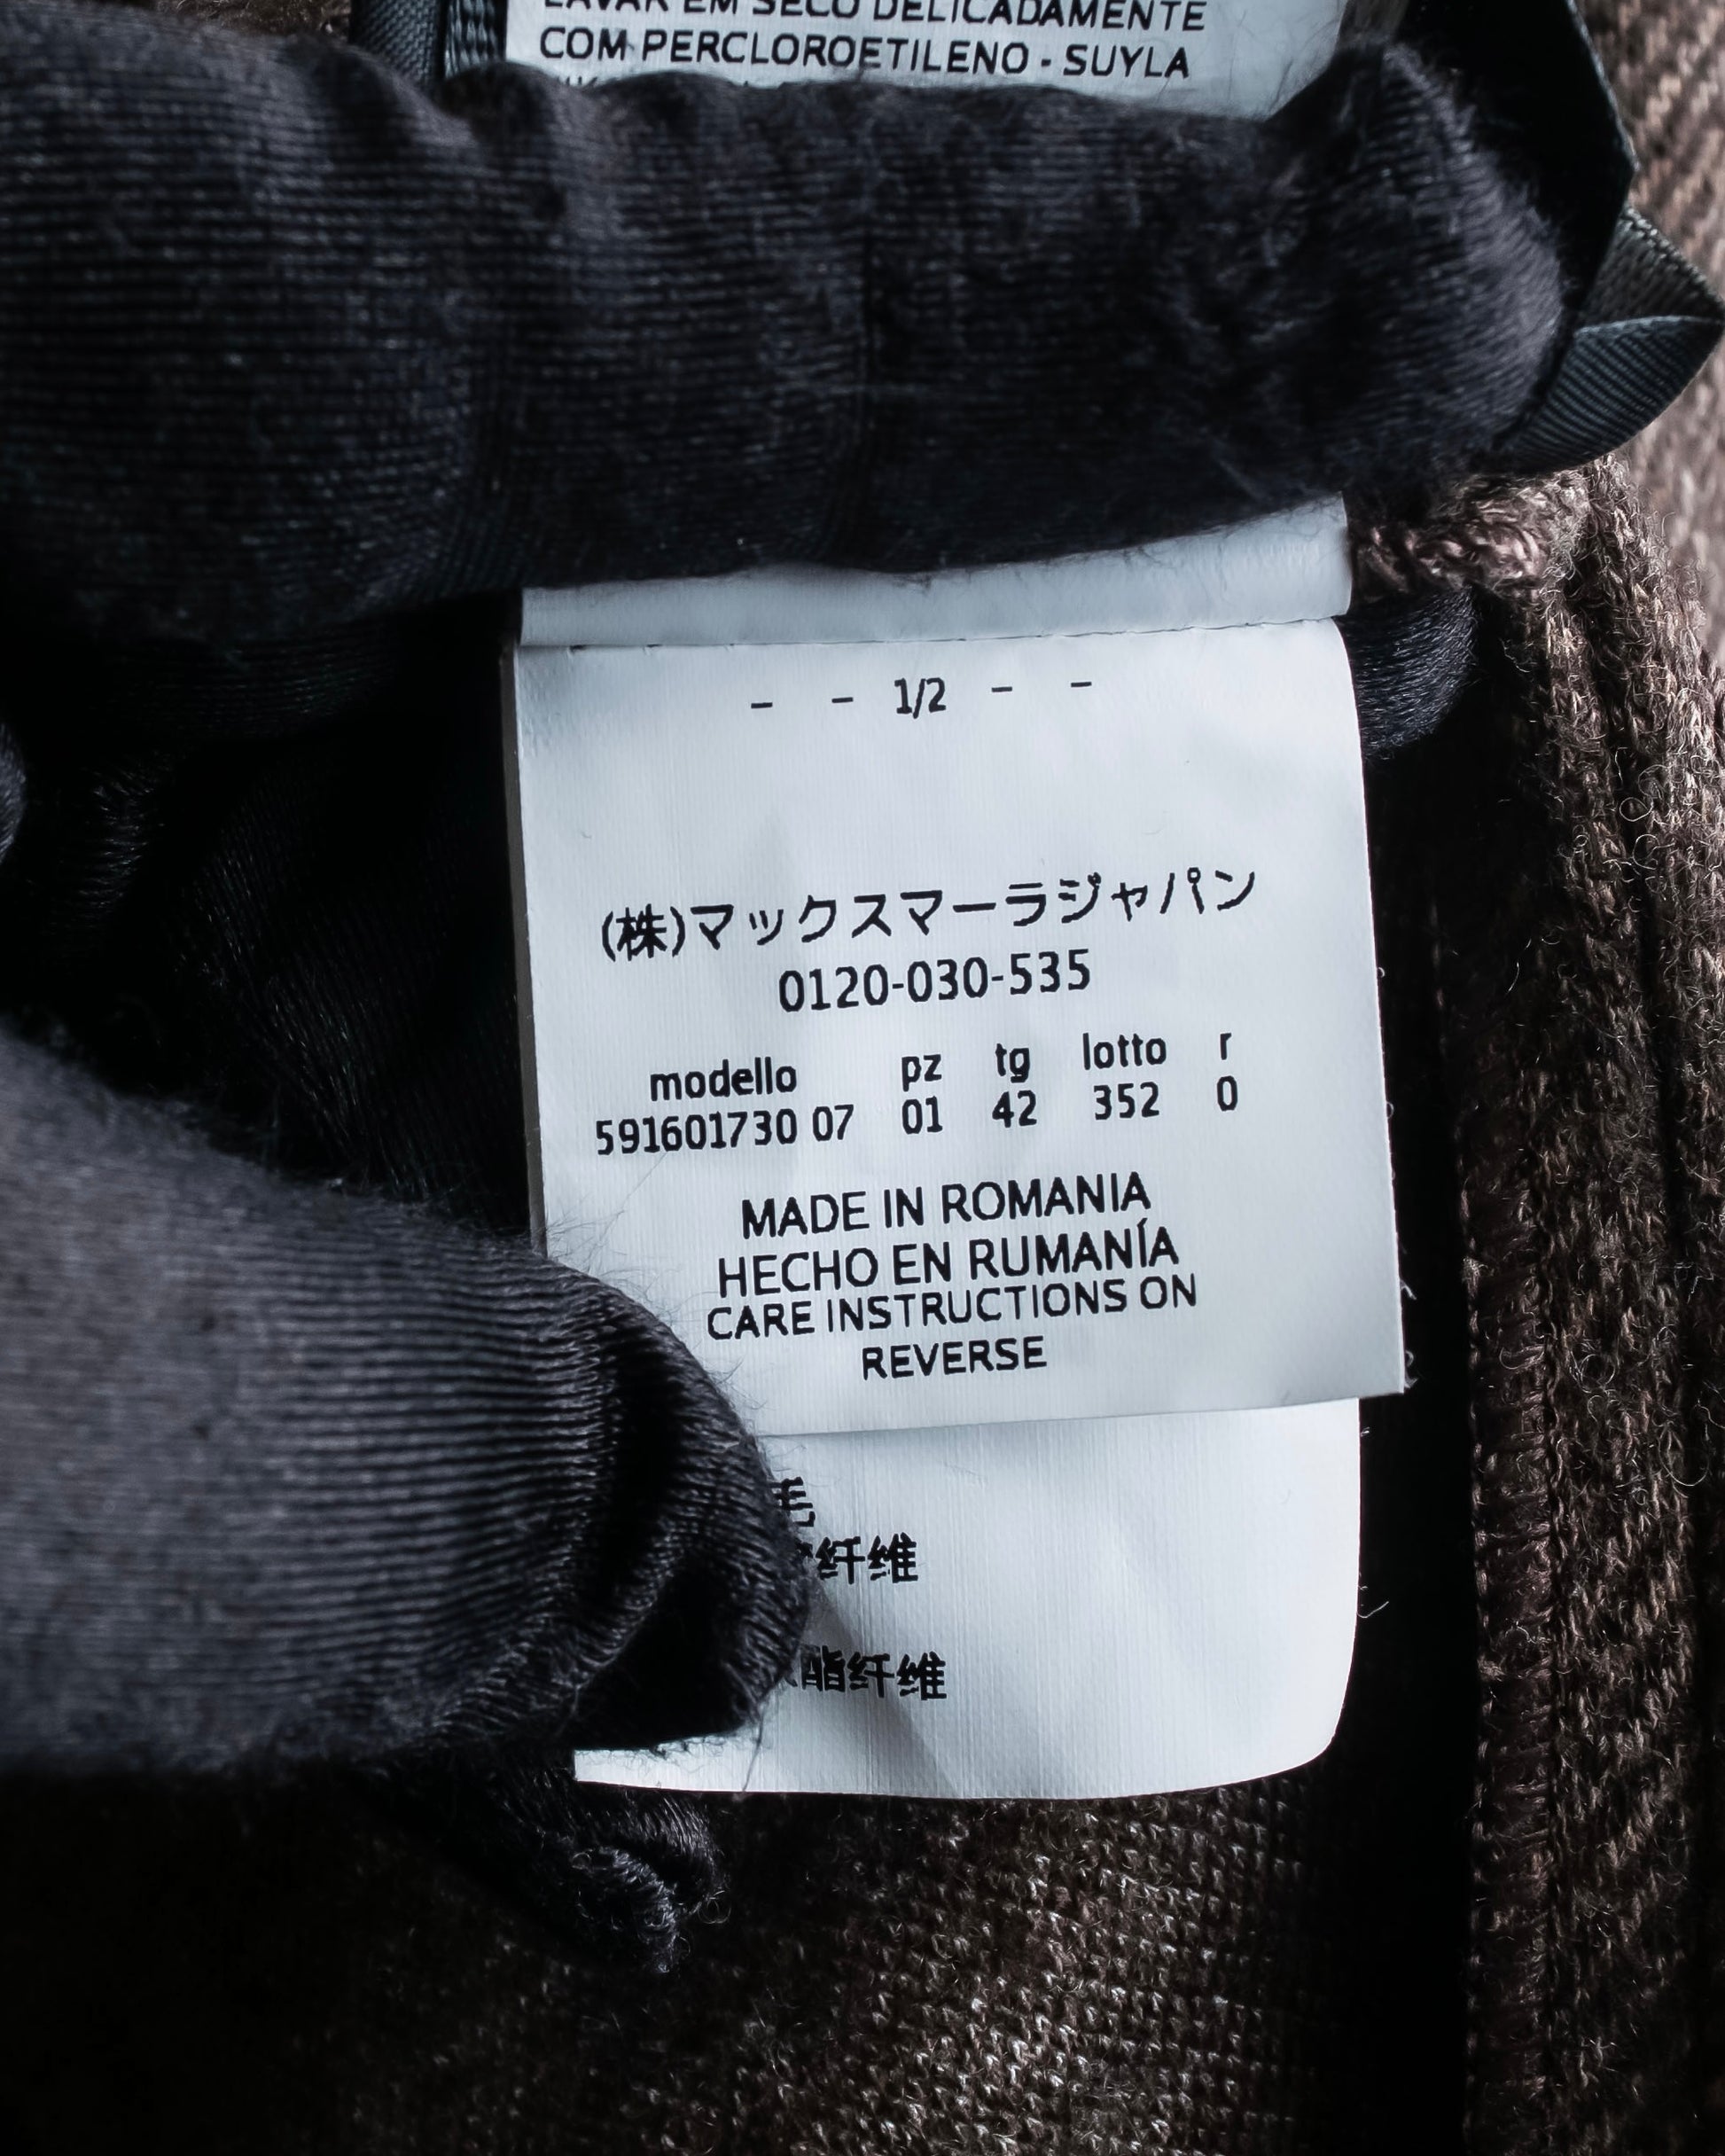 LAVAR EM SECO DELICADAMENTE
COM PERCLOROETILENO - SUYLA
- - 1/2 - -
(株)マックスマーラジャパン
0120-030-535
modello pz tg lotto r
591601730 07 01 42 352 0
MADE IN ROMANIA
HECHO EN RUMANÍA
CARE INSTRUCTIONS ON
REVERSE
毛
纤维
酯纤维